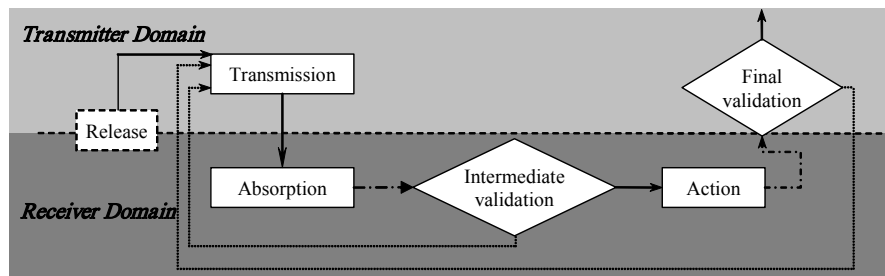 Transmitter Domain
Transmission
Final
validation
Release
Absorption
Intermediate
validation
Action
Receiver Domain